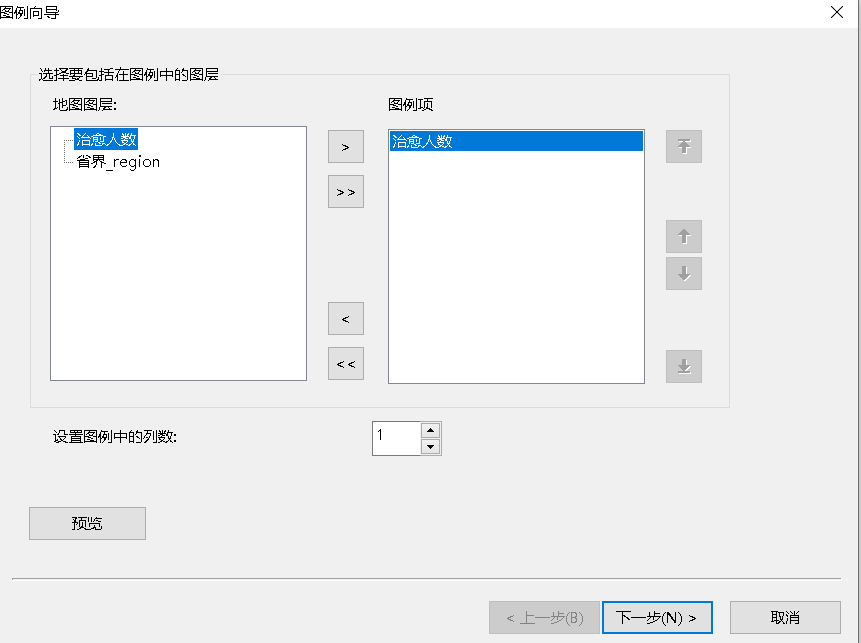 图例向导
选择要包括在图例中的图层
地图图层:
图例项
治愈人数
省界_region
治愈人数
>
>>
<
<<
设置图例中的列数:
1
预览
< 上一步(B)
下一步(N) >
取消